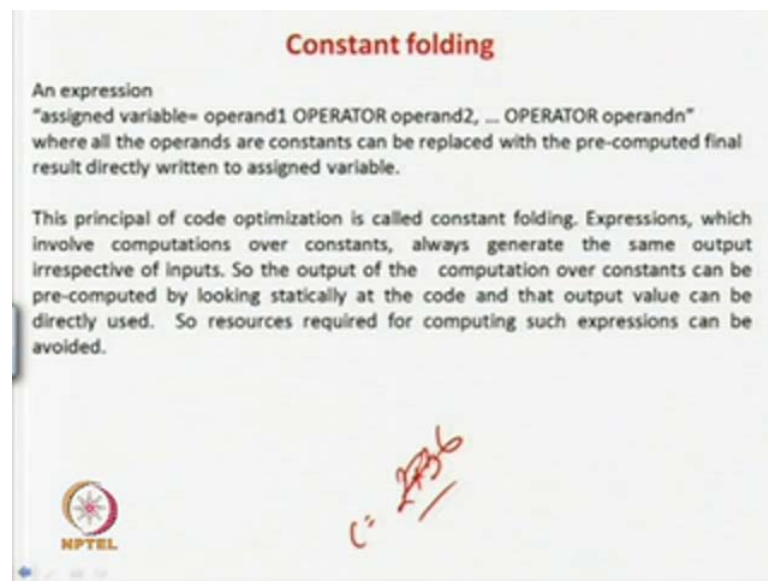 Constant folding
An expression
"assigned variable= operand1 OPERATOR operand2, ... OPERATOR operandn"
where all the operands are constants can be replaced with the pre-computed final
result directly written to assigned variable.
This principal of code optimization is called constant folding. Expressions, which
involve computations over constants, always generate the same output
irrespective of inputs. So the output of the computation over constants can be
pre-computed by looking statically at the code and that output value can be
directly used. So resources required for computing such expressions can be
avoided.
C =
NPTEL